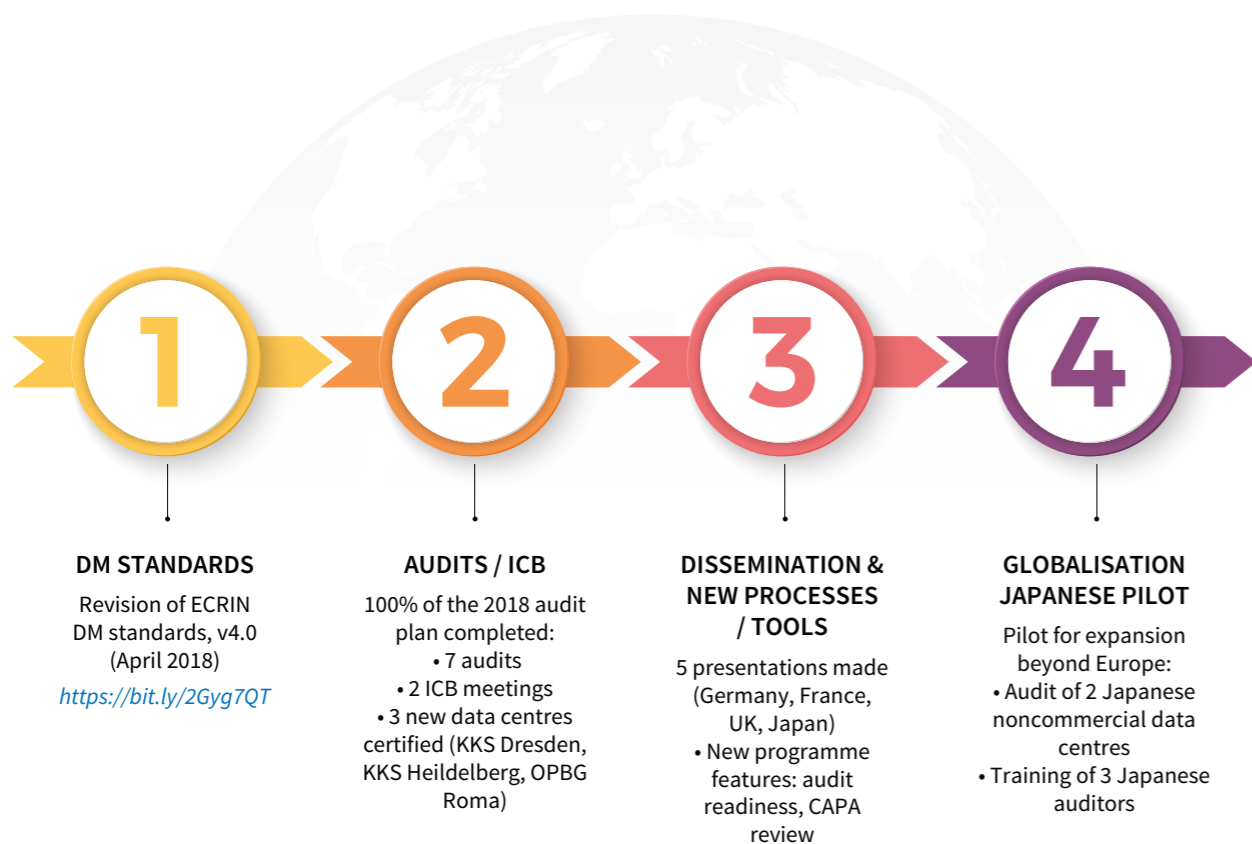 1
DM STANDARDS
Revision of ECRIN
DM standards, v4.0
(April 2018)
https://bit.ly/2Gyg7QT
2
AUDITS / ICB
100% of the 2018 audit
plan completed:
• 7 audits
• 2 ICB meetings
• 3 new data centres
certified (KKS Dresden,
KKS Heildelberg, OPBG
Roma)
3
DISSEMINATION &
NEW PROCESSES
/ TOOLS
5 presentations made
(Germany, France,
UK, Japan)
• New programme
features: audit
readiness, CAPA
review
4
GLOBALISATION
JAPANESE PILOT
Pilot for expansion
beyond Europe:
• Audit of 2 Japanese
noncommercial data
centres
• Training of 3 Japanese
auditors